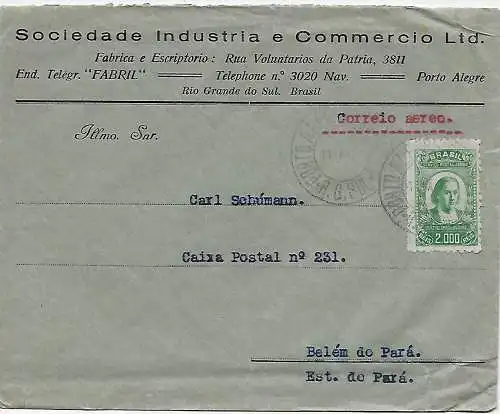 Sociedade Industria e Commercio Ltd.
Fabrica e Escriptorio: Rua Voluntarios da Patria, 3811
End. Telegr. "FABRIL" Telephone n.º 3020 Nav. Porto Alegre
Rio Grande do Sul. Brasil
Correio aereo.
Illmo. Snr.
BRASIL
2.000
REIS
Carl Schümann.
Caixa Postal nº 231.
Belém do Pará.
Est. do Pará.